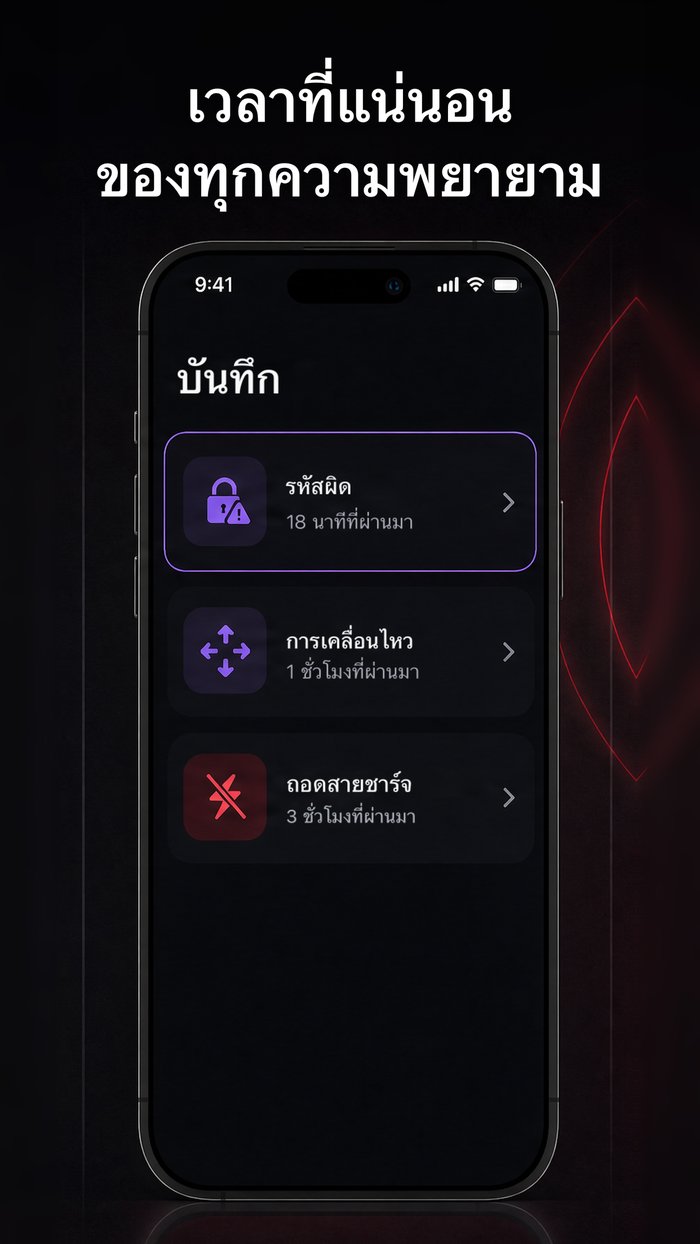 เวลาที่แน่นอน
ของทุกความพยายาม
9:41
บันทึก
รหัสผิด
18 นาทีที่ผ่านมา
การเคลื่อนไหว
1 ชั่วโมงที่ผ่านมา
ถอดสายชาร์จ
3 ชั่วโมงที่ผ่านมา